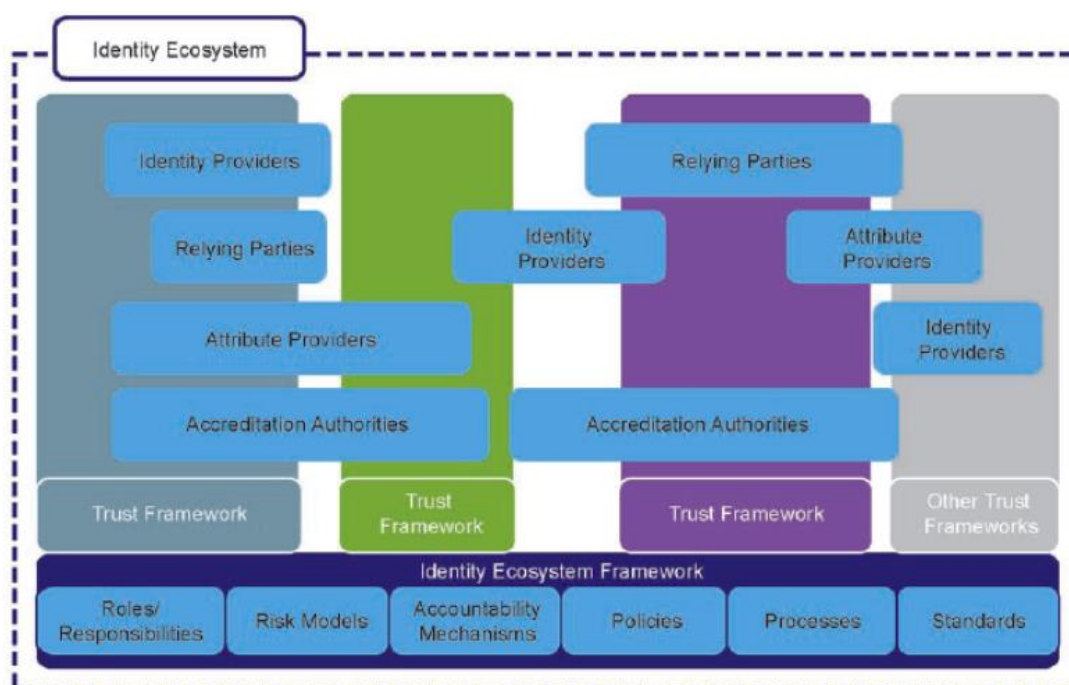 Identity Ecosystem
Identity Providers
Relying Parties
Relying Parties
Identity
Providers
Attribute
Providers
Attribute Providers
Identity
Providers
Accreditation Authorities
Accreditation Authorities
Trust Framework
Trust
Framework
Trust Framework
Other Trust
Frameworks
Identity Ecosystem Framework
Roles/
Responsibilities
Risk Models
Accountability
Mechanisms
Policies
Processes
Standards